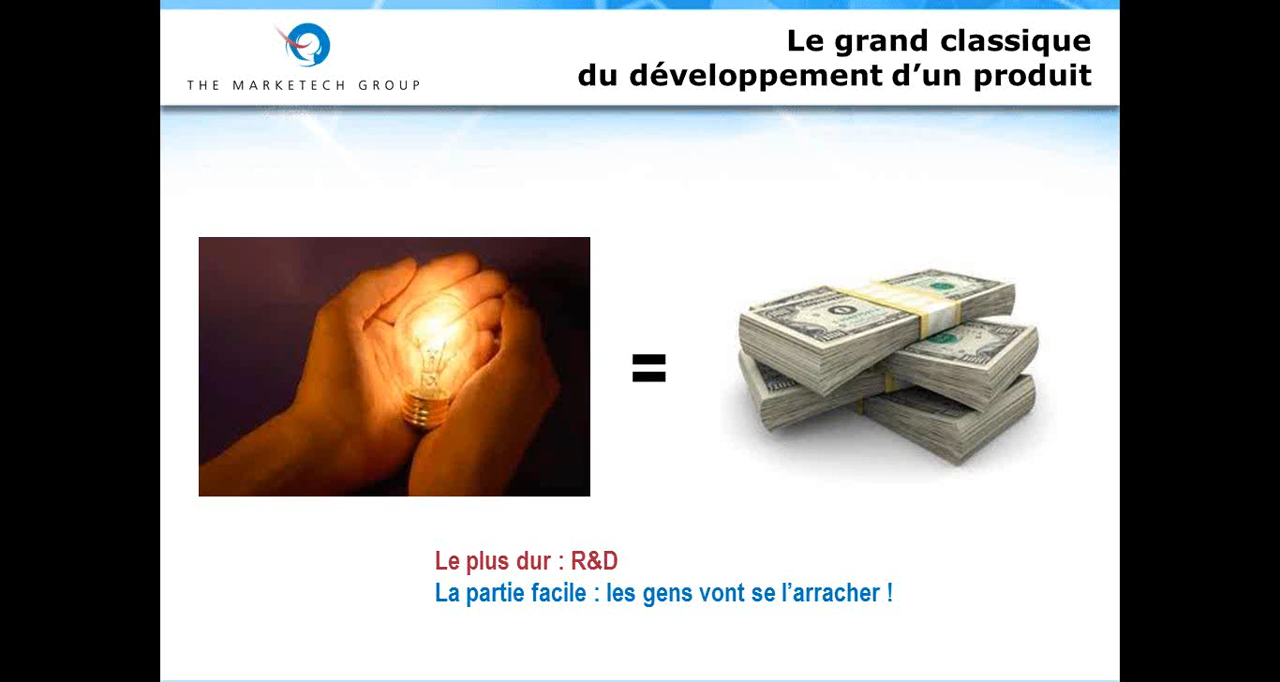 THE MARKETECH GROUP
Le grand classique
du développement d’un produit
=
Le plus dur : R&D
La partie facile : les gens vont se l’arracher !